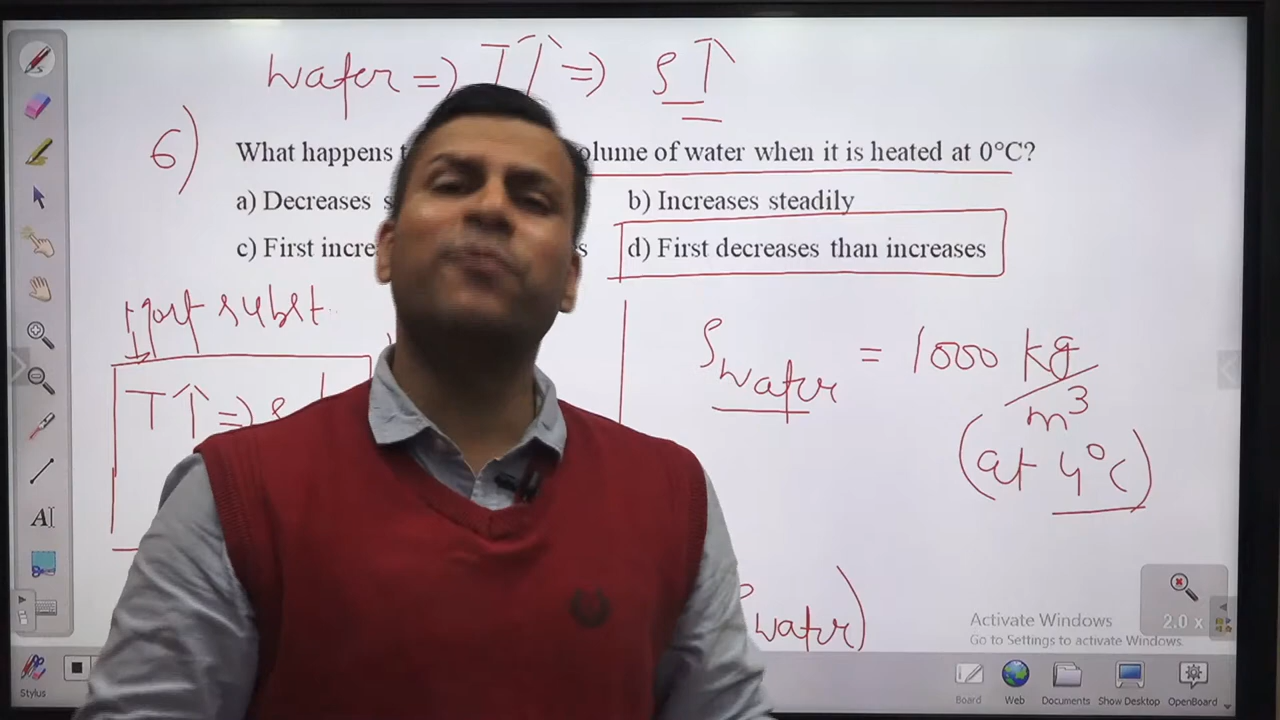 water => T↑ => ρ↑
6)
What happens olume of water when it is heated at 0°C?
a) Decreases b) Increases steadily
c) First d) First decreases than increases
subst.
T↑ =>
ρwater = 1000 kg/m³
(at 4°C)
water)
Activate Windows
Go to Settings to activate Windows.
2.0 x
Stylus
Board Web Documents Show Desktop OpenBoard